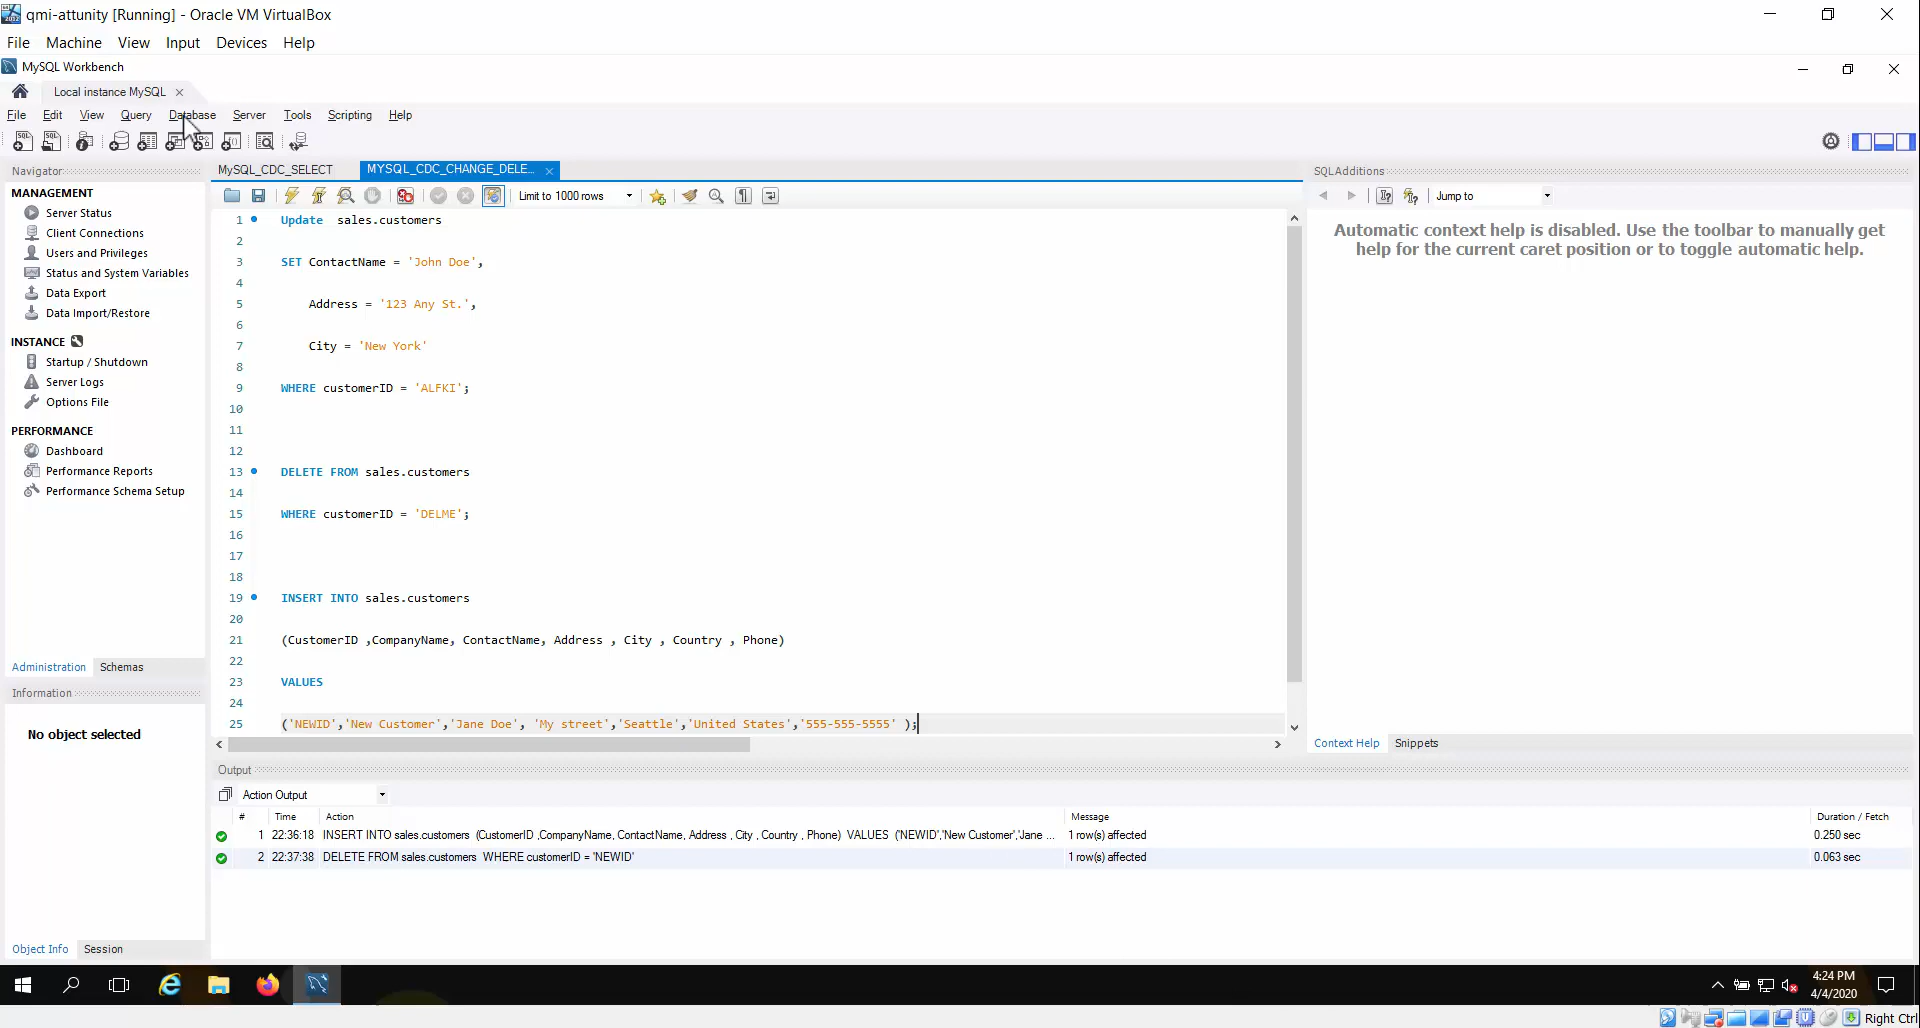 qmi-attunity [Running] - Oracle VM VirtualBox
File Machine View Input Devices Help
MySQL Workbench
Local instance MySQL
File Edit View Query Database Server Tools Scripting Help
Navigator
MANAGEMENT
Server Status
Client Connections
Users and Privileges
Status and System Variables
Data Export
Data Import/Restore
INSTANCE
Startup / Shutdown
Server Logs
Options File
PERFORMANCE
Dashboard
Performance Reports
Performance Schema Setup
Administration Schemas
Information
No object selected
Object Info Session
MySQL_CDC_SELECT MYSQL_CDC_CHANGE_DELE...
Limit to 1000 rows
1 Update sales.customers
2
3 SET ContactName = 'John Doe',
4
5 Address = '123 Any St.',
6
7 City = 'New York'
8
9 WHERE customerID = 'ALFKI';
10
11
12
13 DELETE FROM sales.customers
14
15 WHERE customerID = 'DELME';
16
17
18
19 INSERT INTO sales.customers
20
21 (CustomerID ,CompanyName, ContactName, Address , City , Country , Phone)
22
23 VALUES
24
25 ('NEWID','New Customer','Jane Doe', 'My street','Seattle','United States','555-555-5555' );
SQLAdditions
Jump to
Automatic context help is disabled. Use the toolbar to manually get
help for the current caret position or to toggle automatic help.
Context Help Snippets
Output
Action Output
# Time Action Message Duration / Fetch
1 22:36:18 INSERT INTO sales.customers (CustomerID ,CompanyName, ContactName, Address , City , Country , Phone) VALUES ('NEWID','New Customer','Jane ... 1 row(s) affected 0.250 sec
2 22:37:38 DELETE FROM sales.customers WHERE customerID = 'NEWID' 1 row(s) affected 0.063 sec
4:24 PM
4/4/2020
Right Ctrl